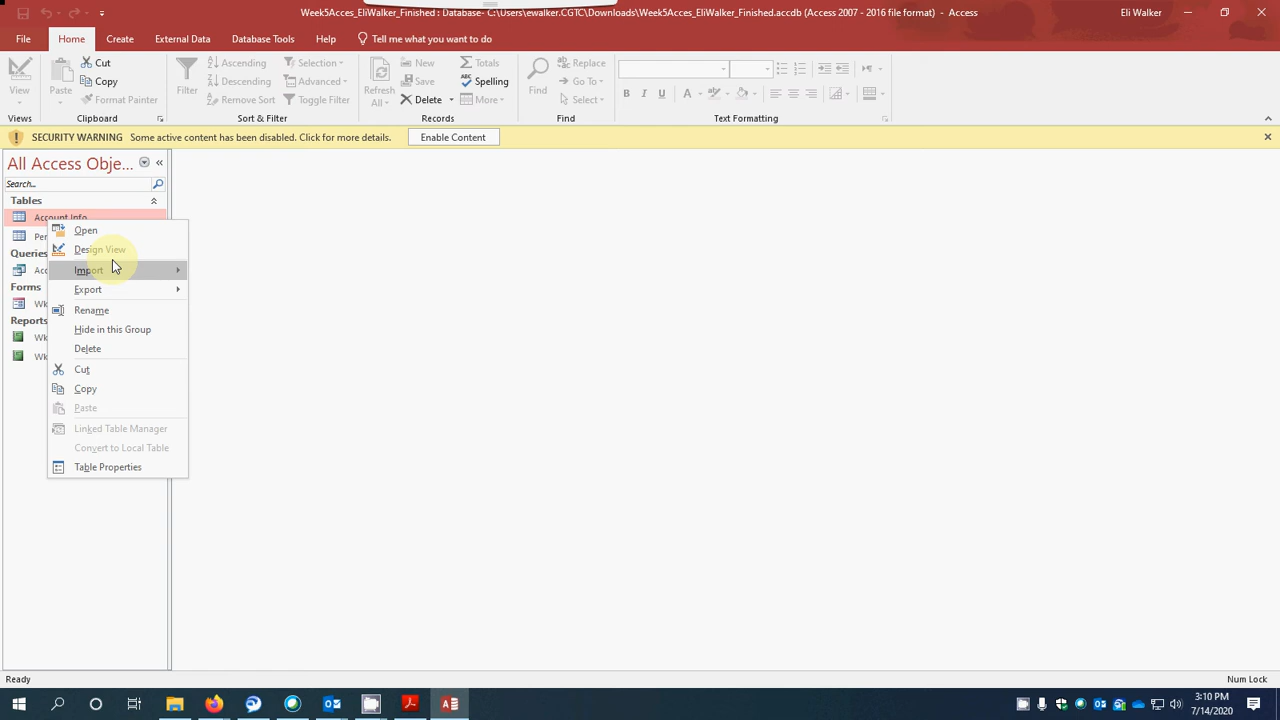 Week5Acces_EliWalker_Finished : Database- C:\Users\ewalker.CGTC\Downloads\Week5Acces_EliWalker_Finished.accdb (Access 2007 - 2016 file format) - Access
Eli Walker
File Home Create External Data Database Tools Help Tell me what you want to do
View
Views
Paste
Cut
Copy
Format Painter
Clipboard
Filter
Ascending
Descending
Remove Sort
Selection
Advanced
Toggle Filter
Sort & Filter
Refresh
All
New
Save
Delete
Totals
Spelling
More
Records
Find
Replace
Go To
Select
Find
B I U A
Text Formatting
SECURITY WARNING Some active content has been disabled. Click for more details. Enable Content
All Access Obje...
Search...
Tables
Account Info
Per
Queries
Acc
Forms
Wk
Reports
Wk
Wk
Open
Design View
Import
Export
Rename
Hide in this Group
Delete
Cut
Copy
Paste
Linked Table Manager
Convert to Local Table
Table Properties
Ready
Num Lock
3:10 PM
7/14/2020